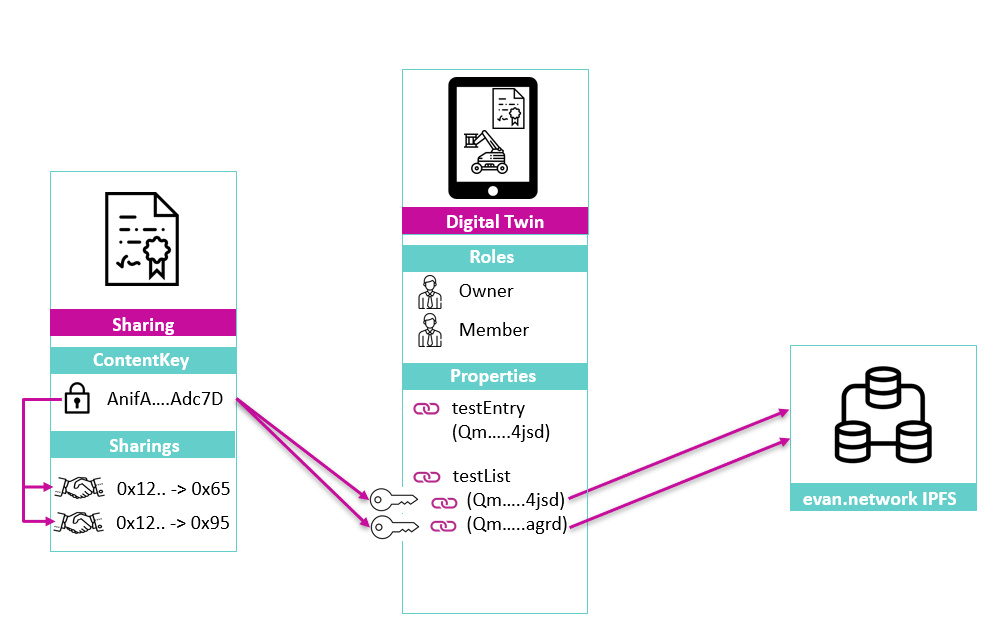 Sharing
ContentKey
AnifA....Adc7D
Sharings
0x12.. -> 0x65
0x12.. -> 0x95
Digital Twin
Roles
Owner
Member
Properties
testEntry
(Qm.....4jsd)
testList
(Qm.....4jsd)
(Qm.....agrd)
evan.network IPFS